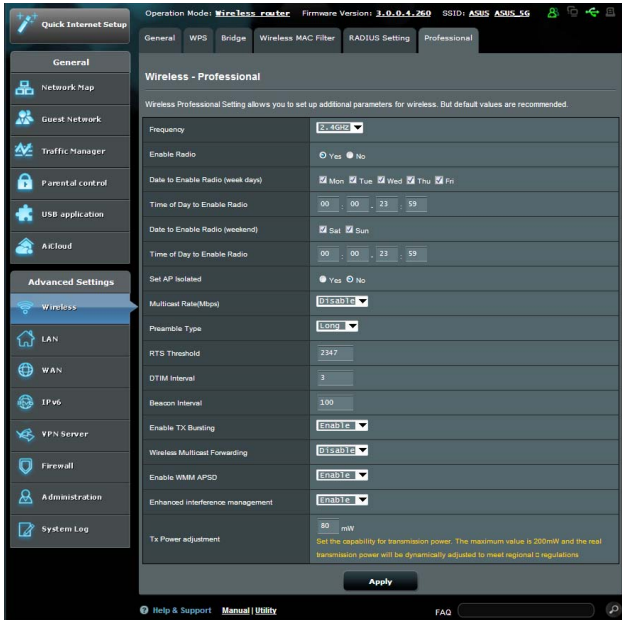 Quick Internet Setup
Operation Mode: Wireless router Firmware Version: 3.0.0.4.260 SSID: ASUS ASUS_5G
General WPS Bridge Wireless MAC Filter RADIUS Setting Professional
General
Network Map
Guest Network
Traffic Manager
Parental control
USB application
AiCloud
Advanced Settings
Wireless
LAN
WAN
IPv6
VPN Server
Firewall
Administration
System Log
Wireless - Professional
Wireless Professional Setting allows you to set up additional parameters for wireless. But default values are recommended.
Frequency 2.4GHZ
Enable Radio Yes No
Date to Enable Radio (week days) Mon Tue Wed Thu Fri
Time of Day to Enable Radio 00 : 00 - 23 : 59
Date to Enable Radio (weekend) Sat Sun
Time of Day to Enable Radio 00 : 00 - 23 : 59
Set AP Isolated Yes No
Multicast Rate(Mbps) Disable
Preamble Type Long
RTS Threshold 2347
DTIM Interval 3
Beacon Interval 100
Enable TX Bursting Enable
Wireless Multicast Forwarding Disable
Enable WMM APSD Enable
Enhanced interference management Enable
Tx Power adjustment 80 mW
Set the capability for transmission power. The maximum value is 200mW and the real
transmission power will be dynamically adjusted to meet regional □ regulations
Apply
Help & Support Manual | Utility FAQ